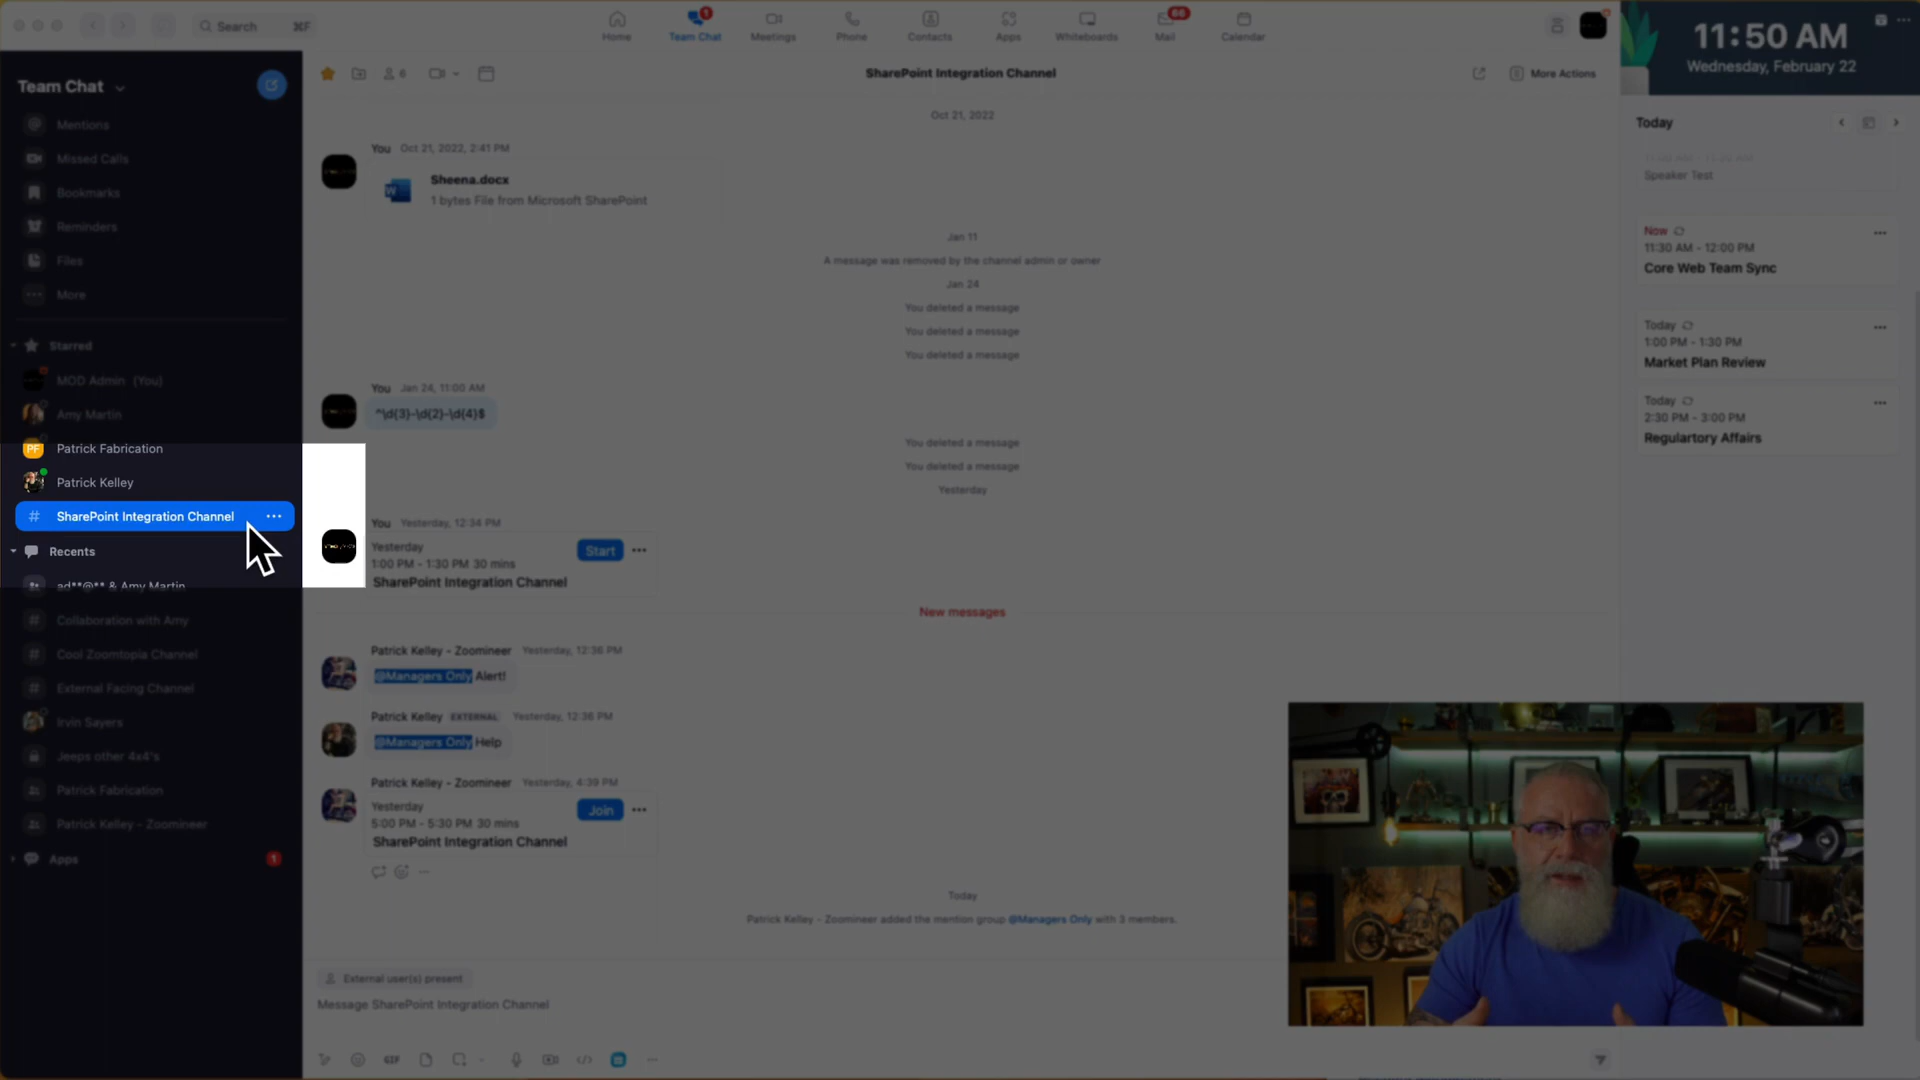 Search
⌘F
Home
1
Team Chat
Meetings
Phone
Contacts
Apps
Whiteboards
66
Mail
Calendar
11:50 AM
Wednesday, February 22
Team Chat
Mentions
Missed Calls
Bookmarks
Reminders
Files
More
Starred
MOD Admin (You)
Amy Martin
PF
Patrick Fabrication
Patrick Kelley
# SharePoint Integration Channel
Recents
ad**@** & Amy Martin
# Collaboration with Amy
# Cool Zoomtopia Channel
# External Facing Channel
Irvin Sayers
Jeeps other 4x4's
Patrick Fabrication
Patrick Kelley - Zoomineer
Apps
1
6
SharePoint Integration Channel
More Actions
Oct 21, 2022
You Oct 21, 2022, 2:41 PM
W
Sheena.docx
1 bytes File from Microsoft SharePoint
Jan 11
A message was removed by the channel admin or owner
Jan 24
You deleted a message
You deleted a message
You deleted a message
You Jan 24, 11:00 AM
^\d{3}-\d{2}-\d{4}$
You deleted a message
You deleted a message
Yesterday
You Yesterday, 12:34 PM
Yesterday
1:00 PM - 1:30 PM 30 mins
SharePoint Integration Channel
Start
New messages
Patrick Kelley - Zoomineer Yesterday, 12:36 PM
@Managers Only Alert!
Patrick Kelley EXTERNAL Yesterday, 12:36 PM
@Managers Only Help
Patrick Kelley - Zoomineer Yesterday, 4:39 PM
Yesterday
5:00 PM - 5:30 PM 30 mins
SharePoint Integration Channel
Join
Today
Patrick Kelley - Zoomineer added the mention group @Managers Only with 3 members.
External user(s) present
Message SharePoint Integration Channel
GIF
Today
Speaker Test
Now
11:30 AM - 12:00 PM
Core Web Team Sync
Today
1:00 PM - 1:30 PM
Market Plan Review
Today
2:30 PM - 3:00 PM
Regulartory Affairs